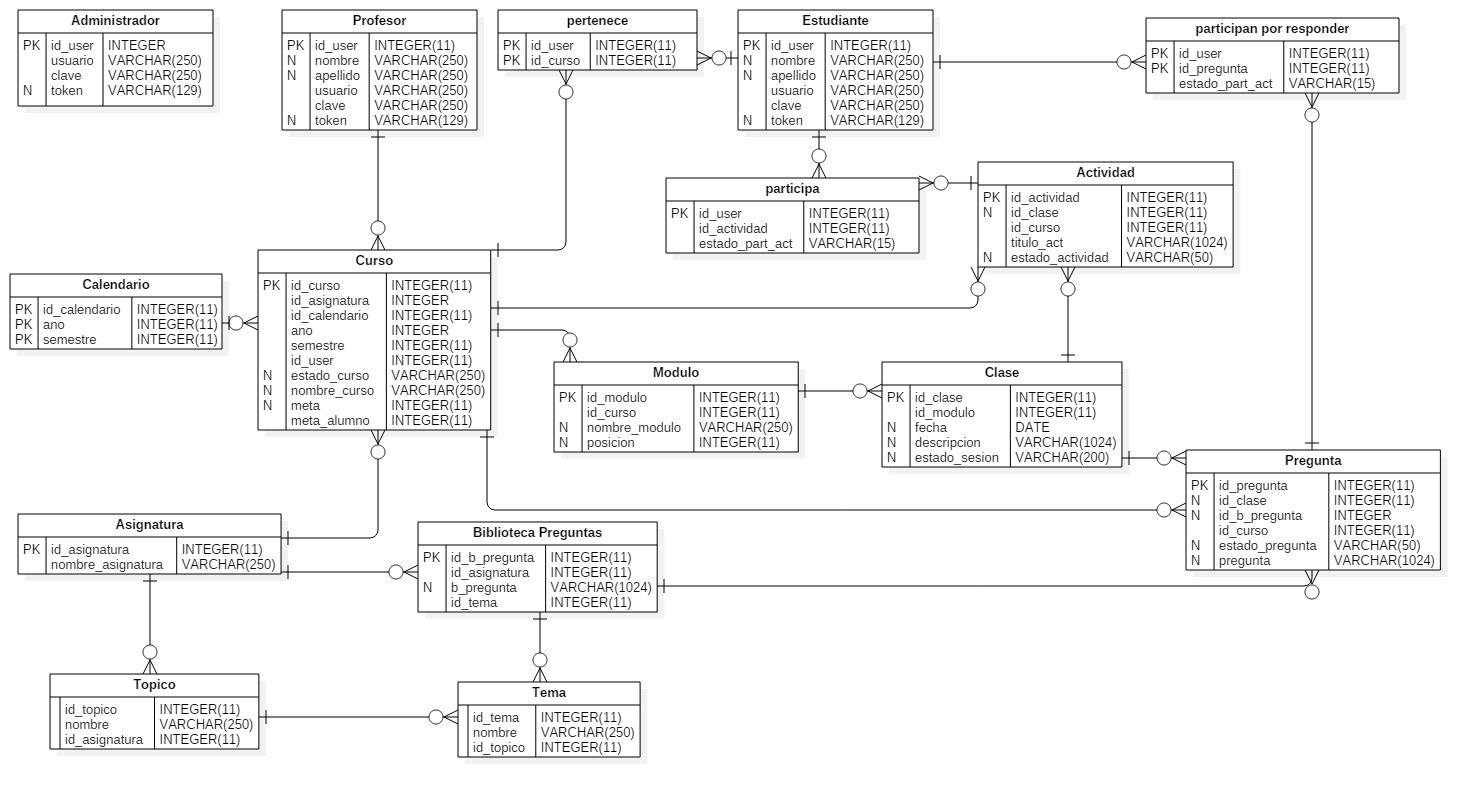 Administrador
PK id_user INTEGER
usuario VARCHAR(250)
clave VARCHAR(250)
N token VARCHAR(129)
Profesor
PK id_user INTEGER(11)
N nombre VARCHAR(250)
N apellido VARCHAR(250)
usuario VARCHAR(250)
clave VARCHAR(250)
N token VARCHAR(129)
pertenece
PK id_user INTEGER(11)
PK id_curso INTEGER(11)
Estudiante
PK id_user INTEGER(11)
N nombre VARCHAR(250)
N apellido VARCHAR(250)
usuario VARCHAR(250)
clave VARCHAR(250)
N token VARCHAR(129)
participan por responder
PK id_user INTEGER(11)
PK id_pregunta INTEGER(11)
estado_part_act VARCHAR(15)
participa
PK id_user INTEGER(11)
id_actividad INTEGER(11)
estado_part_act VARCHAR(15)
Actividad
PK id_actividad INTEGER(11)
N id_clase INTEGER(11)
id_curso INTEGER(11)
titulo_act VARCHAR(1024)
N estado_actividad VARCHAR(50)
Calendario
PK id_calendario INTEGER(11)
PK ano INTEGER(11)
PK semestre INTEGER(11)
Curso
PK id_curso INTEGER(11)
id_asignatura INTEGER
id_calendario INTEGER(11)
ano INTEGER
semestre INTEGER(11)
id_user INTEGER(11)
N estado_curso VARCHAR(250)
N nombre_curso VARCHAR(250)
N meta INTEGER(11)
meta_alumno INTEGER(11)
Modulo
PK id_modulo INTEGER(11)
id_curso INTEGER(11)
N nombre_modulo VARCHAR(250)
N posicion INTEGER(11)
Clase
PK id_clase INTEGER(11)
id_modulo INTEGER(11)
N fecha DATE
N descripcion VARCHAR(1024)
N estado_sesion VARCHAR(200)
Pregunta
PK id_pregunta INTEGER(11)
N id_clase INTEGER(11)
N id_b_pregunta INTEGER
id_curso INTEGER(11)
N estado_pregunta VARCHAR(50)
N pregunta VARCHAR(1024)
Asignatura
PK id_asignatura INTEGER(11)
nombre_asignatura VARCHAR(250)
Biblioteca Preguntas
PK id_b_pregunta INTEGER(11)
id_asignatura INTEGER(11)
N b_pregunta VARCHAR(1024)
id_tema INTEGER(11)
Topico
id_topico INTEGER(11)
nombre VARCHAR(250)
id_asignatura INTEGER(11)
Tema
id_tema INTEGER(11)
nombre VARCHAR(250)
id_topico INTEGER(11)